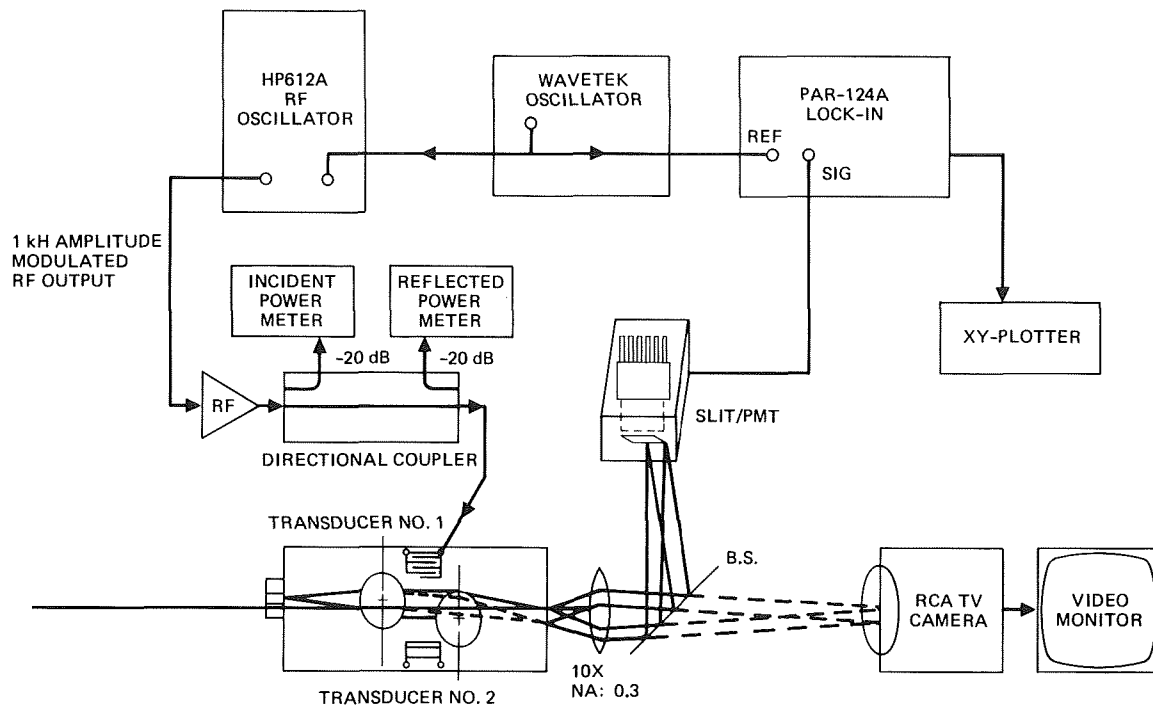 HP612A
RF
OSCILLATOR
WAVETEK
OSCILLATOR
PAR-124A
LOCK-IN
REF
SIG
1 kH AMPLITUDE
MODULATED
RF OUTPUT
INCIDENT
POWER
METER
REFLECTED
POWER
METER
-20 dB
-20 dB
XY-PLOTTER
RF
SLIT/PMT
DIRECTIONAL COUPLER
TRANSDUCER NO. 1
B.S.
RCA TV
CAMERA
VIDEO
MONITOR
10X
NA: 0.3
TRANSDUCER NO. 2